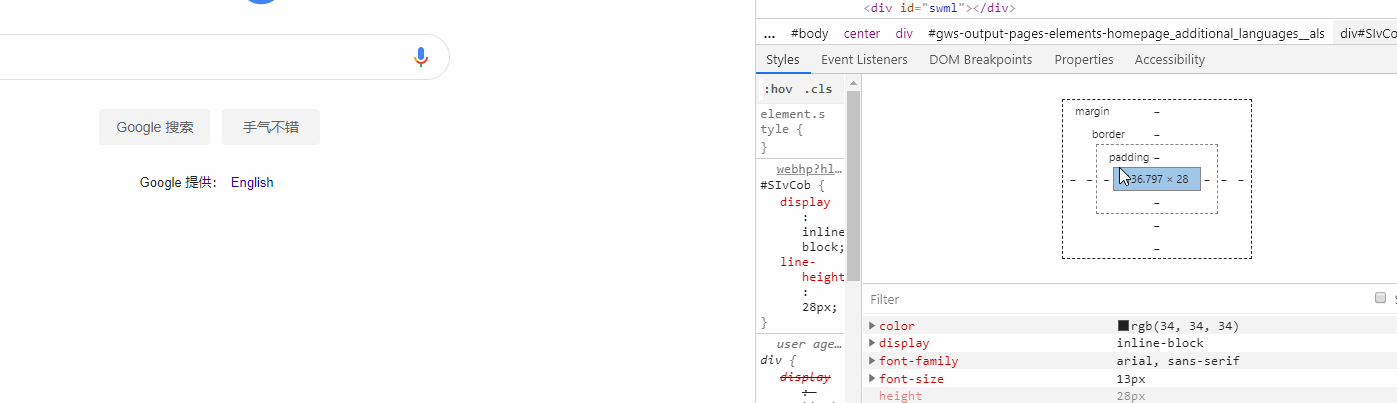 Google 搜索
手气不错
Google 提供： English
<div id="swml"></div>
... #body center div #gws-output-pages-elements-homepage_additional_languages__als div#SIvCo
Styles Event Listeners DOM Breakpoints Properties Accessibility
:hov .cls
element.s
tyle {
}
webhp?hl…
#SIvCob {
display
:
inline
block;
line-
height
:
28px;
}
user age…
div {
display
:
margin –
border –
padding –
– – – 36.797 × 28 – – –
–
–
–
Filter
color rgb(34, 34, 34)
display inline-block
font-family arial, sans-serif
font-size 13px
height 28px